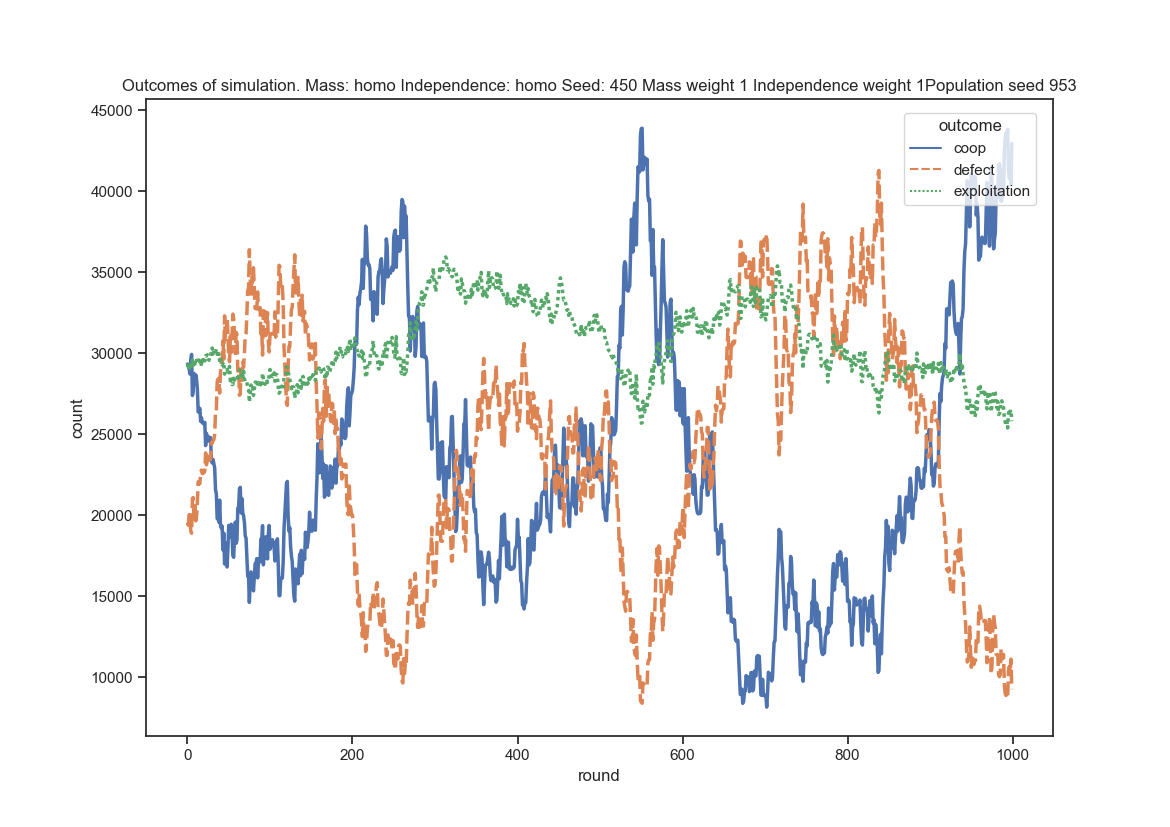 Outcomes of simulation. Mass: homo Independence: homo Seed: 450 Mass weight 1 Independence weight 1Population seed 953
45000
40000
35000
30000
25000
20000
15000
10000
count
outcome
coop
defect
exploitation
0
200
400
600
800
1000
round